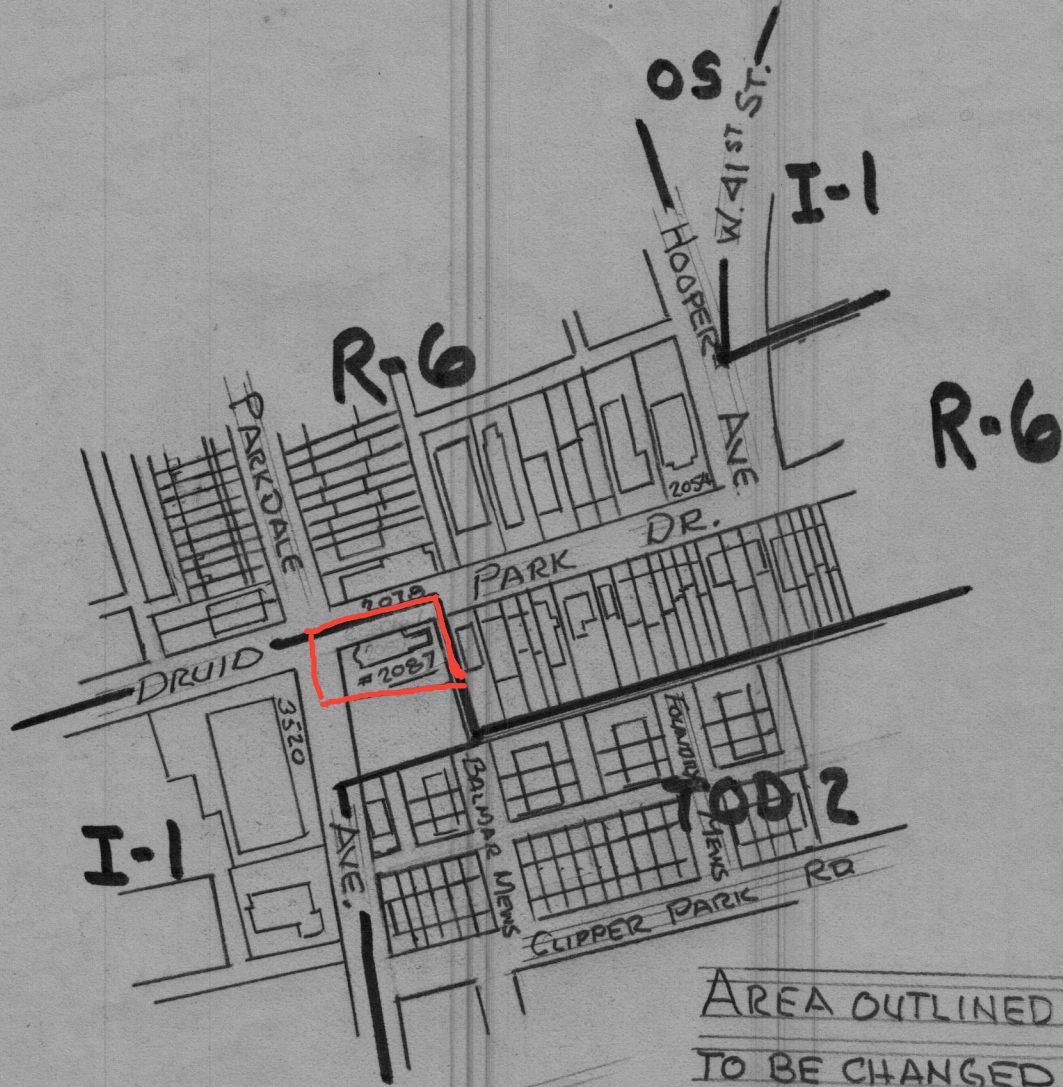 OS
W. 41 ST ST.
I-1
HOOPER AVE.
R-6
R-6
PARKDALE
2054
PARK DR.
2078
DRUID
#2087
3520
FOUNDRY MEWS
TOD 2
BALMAR MEWS
I-1
AVE.
CLIPPER PARK RD
AREA OUTLINED
TO BE CHANGED